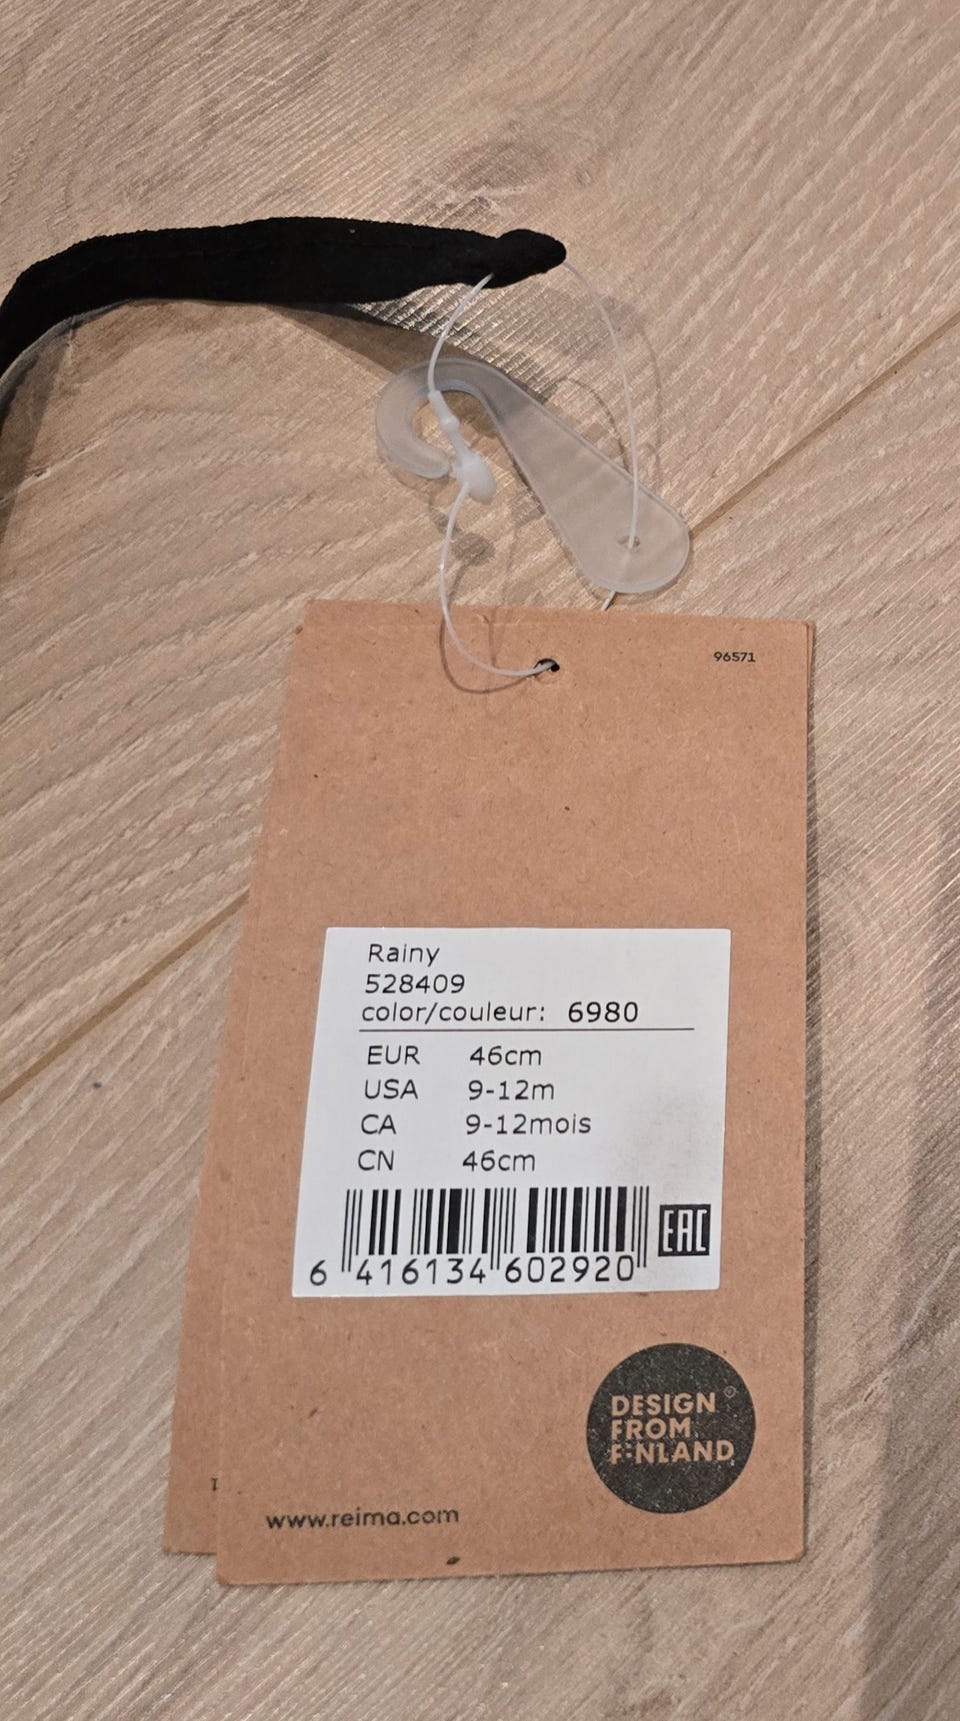 96571
Rainy
528409
color/couleur: 6980
EUR 46cm
USA 9-12m
CA 9-12mois
CN 46cm
EAC
6 416134 602920
DESIGN
FROM
FINLAND
www.reima.com